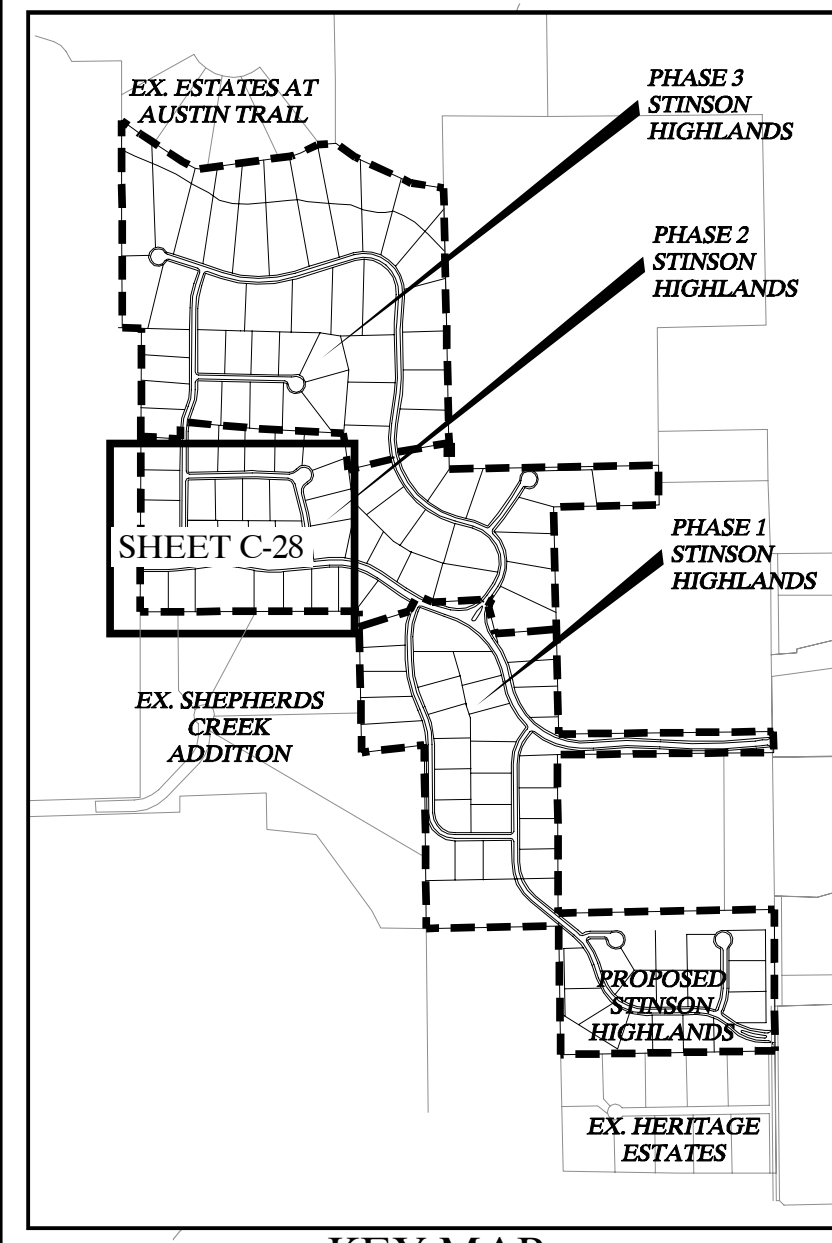 EX. ESTATES AT
AUSTIN TRAIL
PHASE 3
STINSON
HIGHLANDS
PHASE 2
STINSON
HIGHLANDS
SHEET C-28
PHASE 1
STINSON
HIGHLANDS
EX. SHEPHERDS
CREEK
ADDITION
PROPOSED
STINSON
HIGHLANDS
EX. HERITAGE
ESTATES
KEY MAP